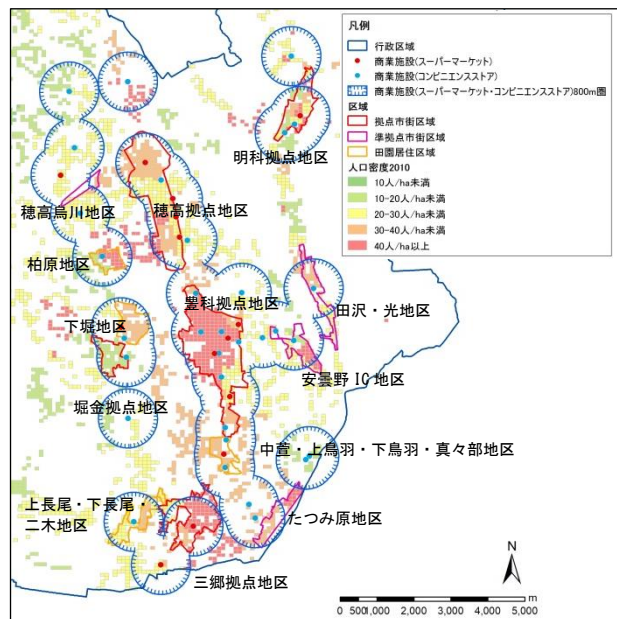 凡例
行政区域
商業施設(スーパーマーケット)
商業施設(コンビニエンスストア)
商業施設(スーパーマーケット・コンビニエンスストア)800m圏
区域
拠点市街区域
準拠点市街区域
田園居住区域
人口密度2010
10人/ha未満
10-20人/ha未満
20-30人/ha未満
30-40人/ha未満
40人/ha以上
明科拠点地区
穂高烏川地区
穂高拠点地区
柏原地区
豊科拠点地区
田沢・光地区
下堀地区
安曇野IC地区
堀金拠点地区
中萱・上鳥羽・下鳥羽・真々部地区
上長尾・下長尾・
二木地区
たつみ原地区
三郷拠点地区
N
0 500 1,000 2,000 3,000 4,000 5,000 m